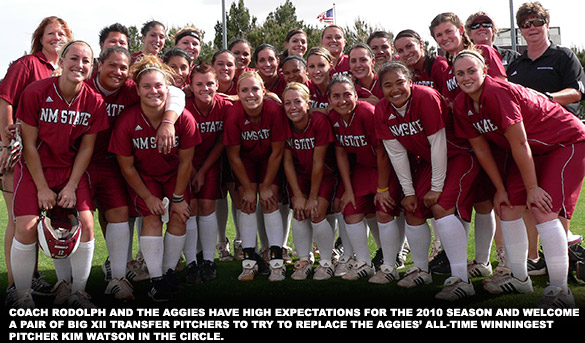 NM STATE
STATE
NM STATE
NM STATE
STATE
NM STATE
COACH RODOLPH AND THE AGGIES HAVE HIGH EXPECTATIONS FOR THE 2010 SEASON AND WELCOME
A PAIR OF BIG XII TRANSFER PITCHERS TO TRY TO REPLACE THE AGGIES' ALL-TIME WINNINGEST
PITCHER KIM WATSON IN THE CIRCLE.